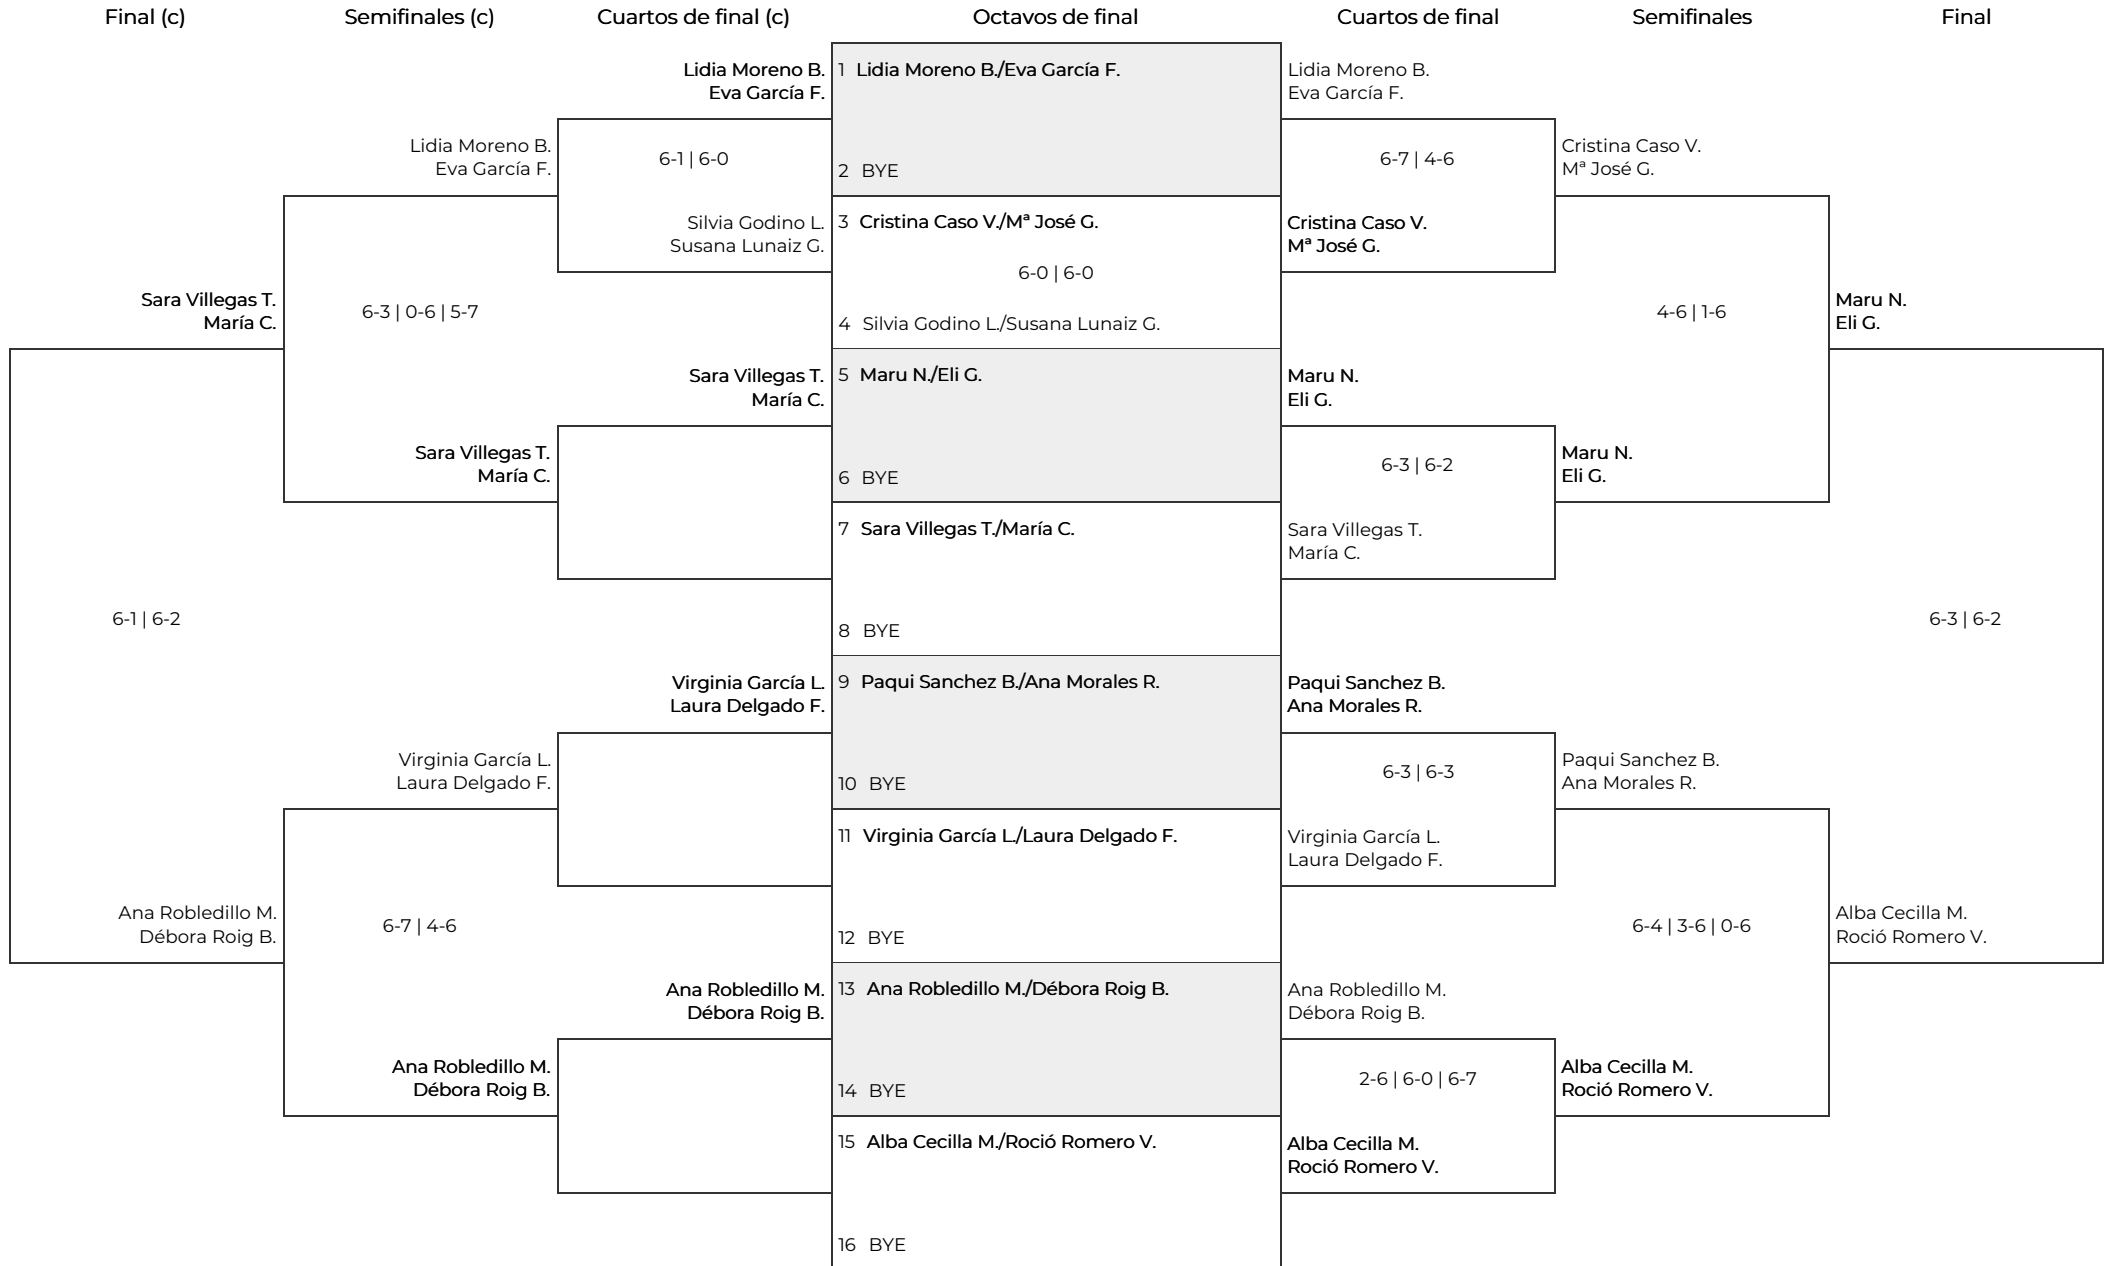 Final (c)
Semifinales (c)
Cuartos de final (c)
Octavos de final
Cuartos de final
Semifinales
Final
Sara Villegas T.
María C.
6-1 | 6-2
Ana Robledillo M.
Débora Roig B.
Lidia Moreno B.
Eva García F.
6-3 | 0-6 | 5-7
Sara Villegas T.
María C.
Virginia García L.
Laura Delgado F.
6-7 | 4-6
Ana Robledillo M.
Débora Roig B.
Lidia Moreno B.
Eva García F.
6-1 | 6-0
Silvia Godino L.
Susana Lunaiz G.
Sara Villegas T.
María C.
Virginia García L.
Laura Delgado F.
Ana Robledillo M.
Débora Roig B.
1 Lidia Moreno B./Eva García F.
2 BYE
3 Cristina Caso V./Mª José G.
6-0 | 6-0
4 Silvia Godino L./Susana Lunaiz G.
5 Maru N./Eli G.
6 BYE
7 Sara Villegas T./María C.
8 BYE
9 Paqui Sanchez B./Ana Morales R.
10 BYE
11 Virginia García L./Laura Delgado F.
12 BYE
13 Ana Robledillo M./Débora Roig B.
14 BYE
15 Alba Cecilla M./Roció Romero V.
16 BYE
Lidia Moreno B.
Eva García F.
6-7 | 4-6
Cristina Caso V.
Mª José G.
Maru N.
Eli G.
6-3 | 6-2
Sara Villegas T.
María C.
Paqui Sanchez B.
Ana Morales R.
6-3 | 6-3
Virginia García L.
Laura Delgado F.
Ana Robledillo M.
Débora Roig B.
2-6 | 6-0 | 6-7
Alba Cecilla M.
Roció Romero V.
Cristina Caso V.
Mª José G.
4-6 | 1-6
Maru N.
Eli G.
Paqui Sanchez B.
Ana Morales R.
6-4 | 3-6 | 0-6
Alba Cecilla M.
Roció Romero V.
Maru N.
Eli G.
6-3 | 6-2
Alba Cecilla M.
Roció Romero V.